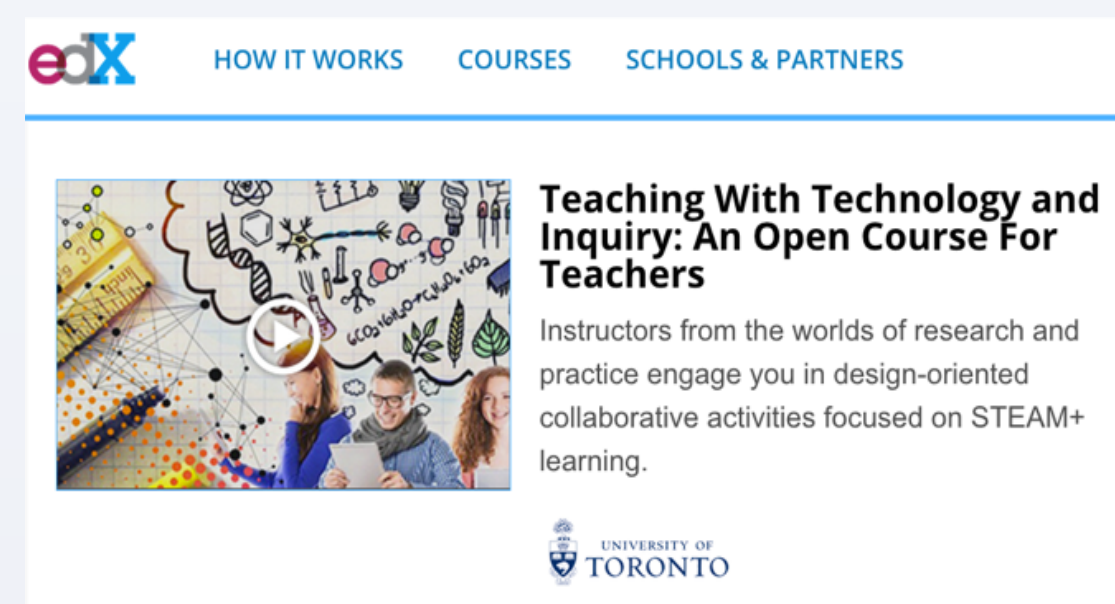 edX
HOW IT WORKS COURSES SCHOOLS & PARTNERS
Teaching With Technology and
Inquiry: An Open Course For
Teachers
Instructors from the worlds of research and
practice engage you in design-oriented
collaborative activities focused on STEAM+
learning.
UNIVERSITY OF
TORONTO